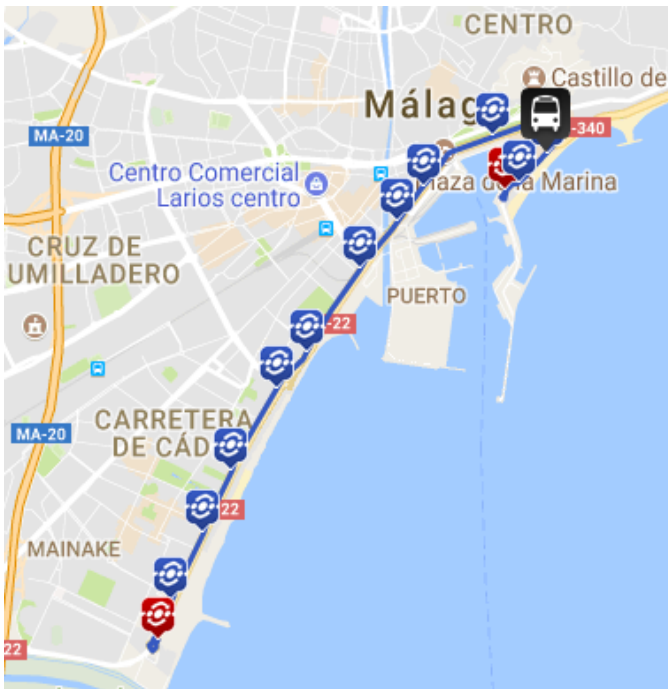 CENTRO
Castillo de
Málag
-340
MA-20
Centro Comercial
Larios centro
Plaza de la Marina
CRUZ DE
UMILLADERO
PUERTO
-22
CARRETERA
DE CÁD
MA-20
22
MAINAKE
22